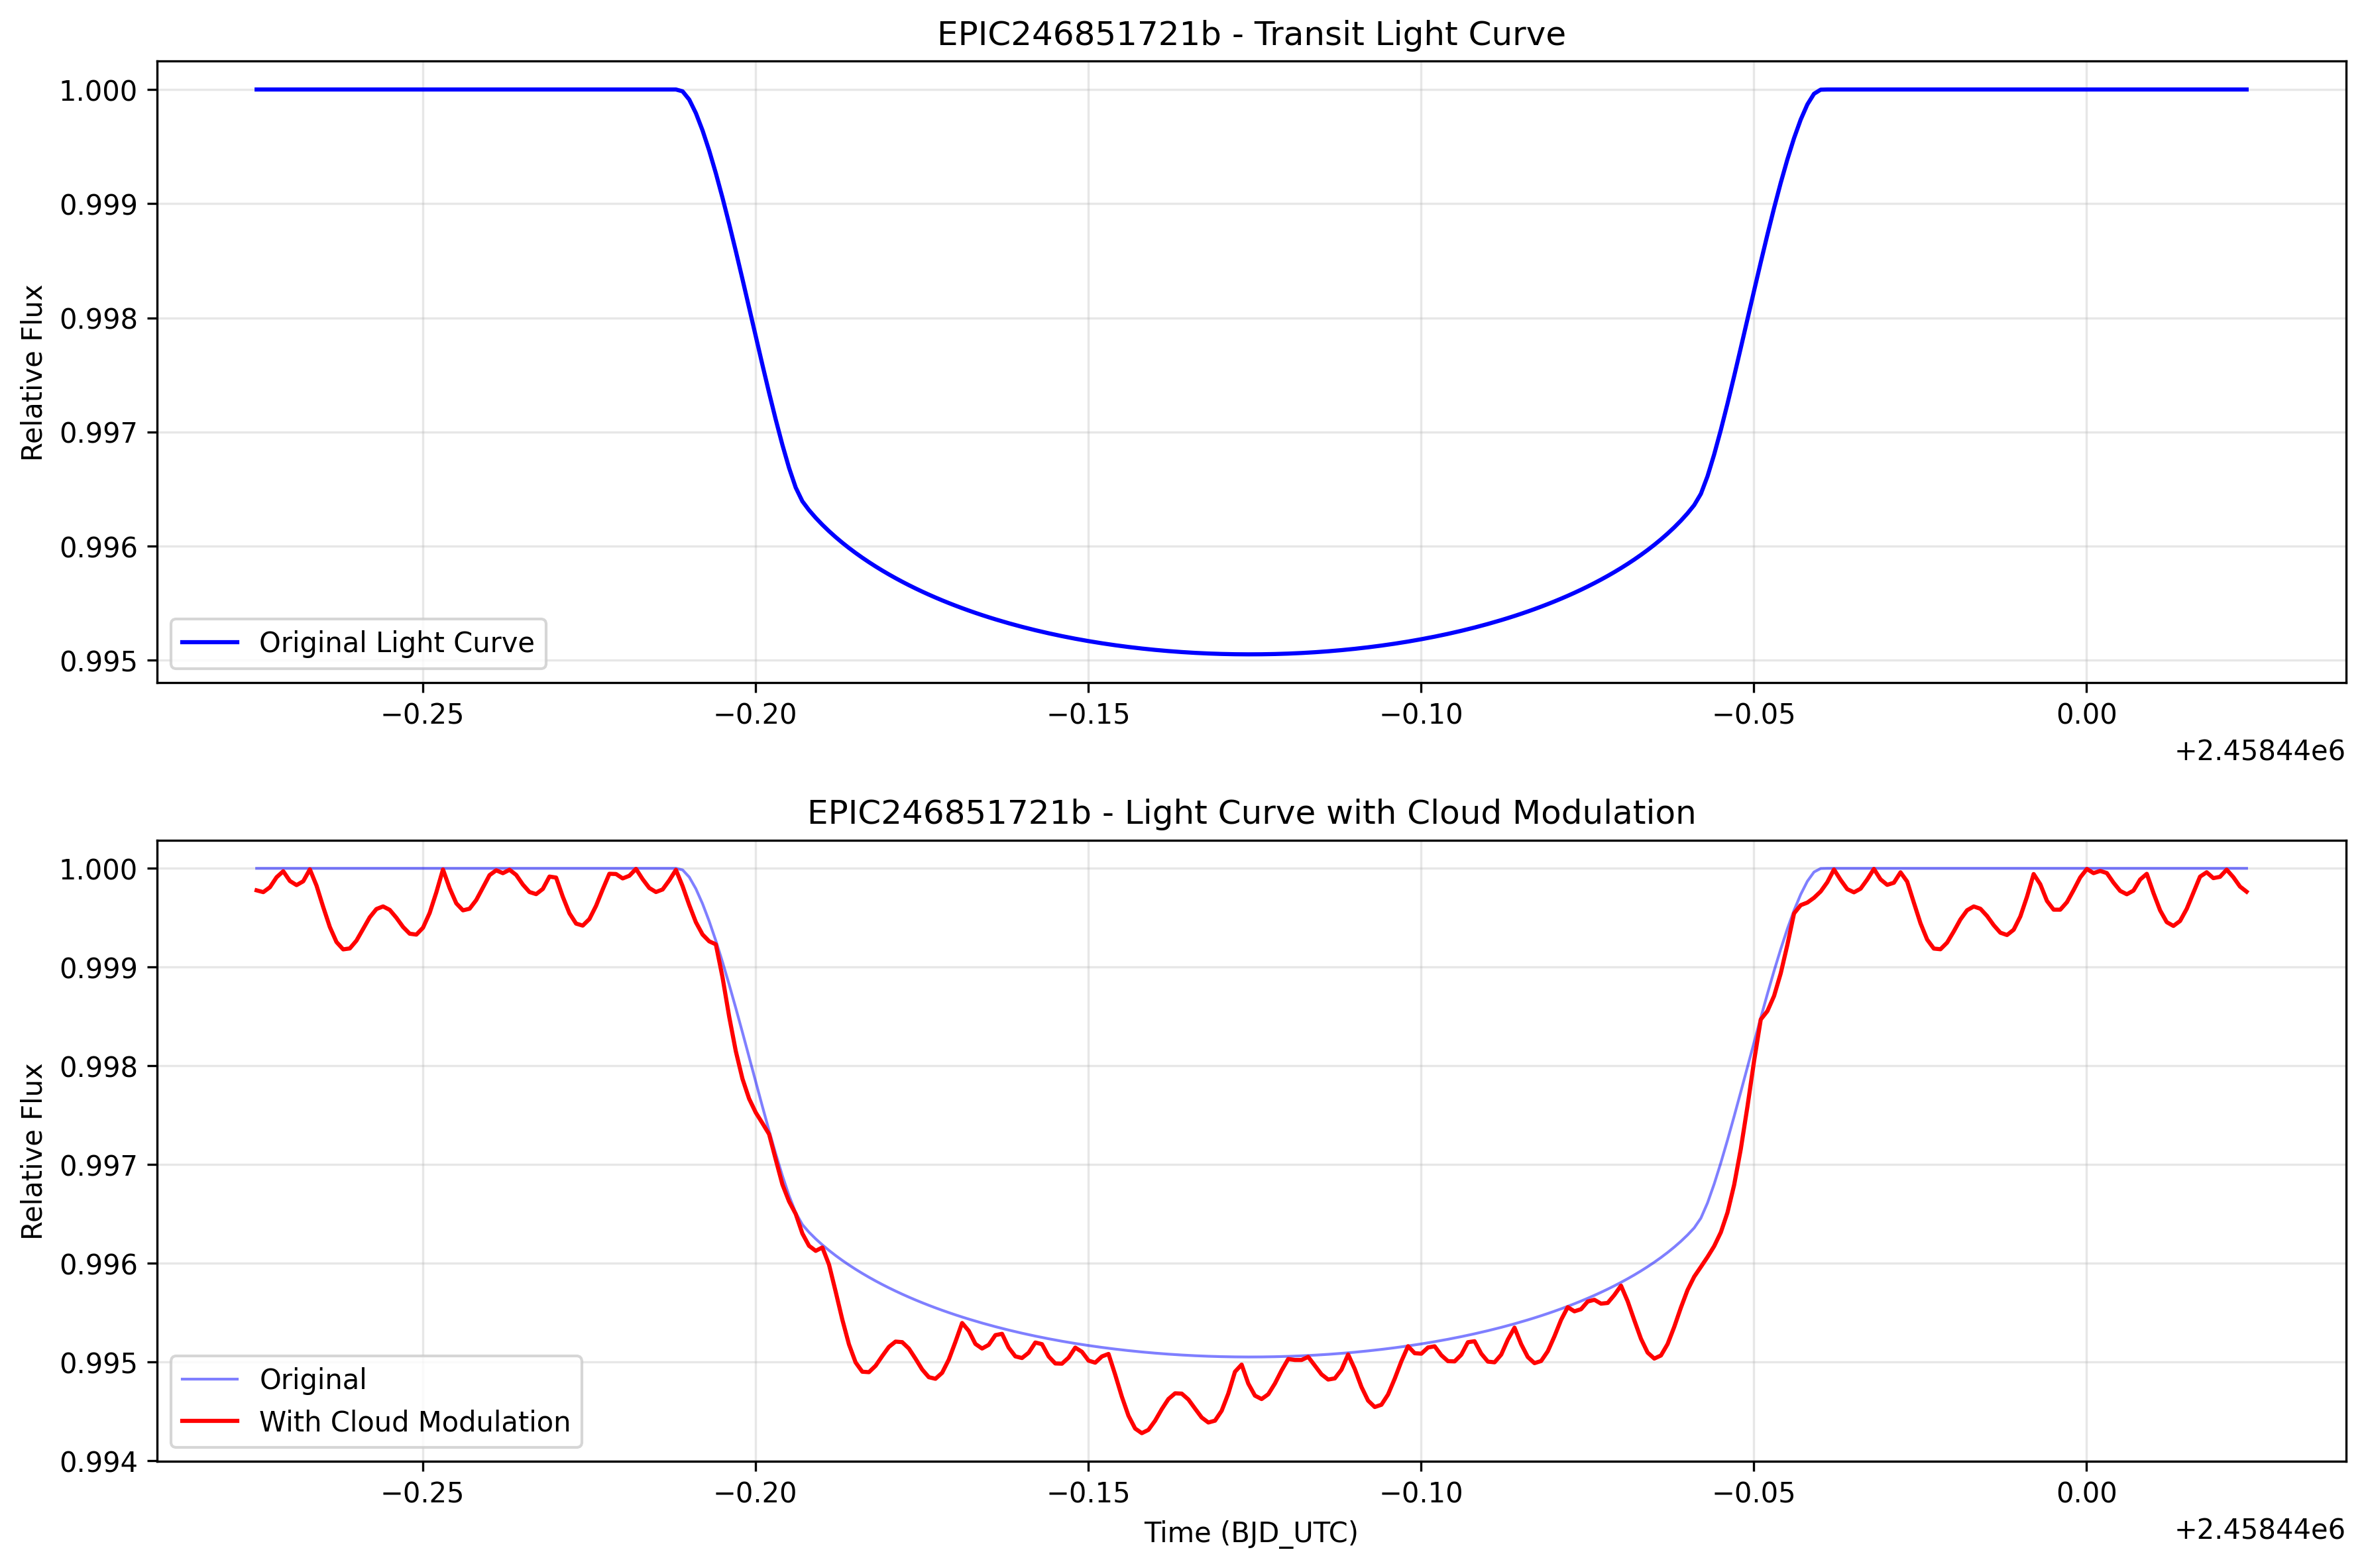 EPIC246851721b - Transit Light Curve
Relative Flux
1.000
0.999
0.998
0.997
0.996
0.995
Original Light Curve
−0.25
−0.20
−0.15
−0.10
−0.05
0.00
+2.45844e6
EPIC246851721b - Light Curve with Cloud Modulation
Relative Flux
1.000
0.999
0.998
0.997
0.996
0.995
0.994
Original
With Cloud Modulation
−0.25
−0.20
−0.15
−0.10
−0.05
0.00
Time (BJD_UTC)
+2.45844e6